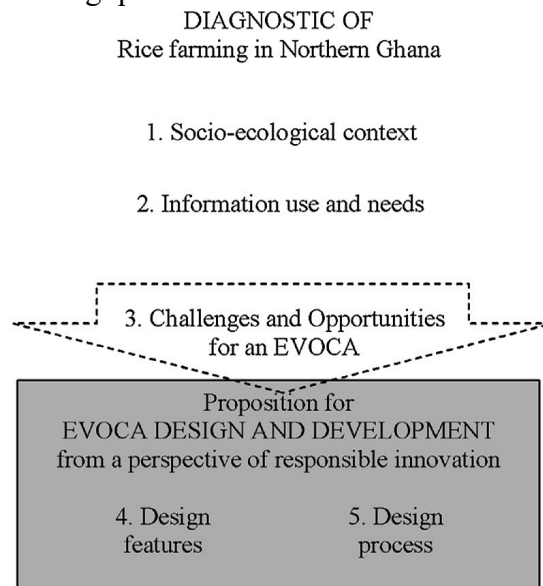 DIAGNOSTIC OF
Rice farming in Northern Ghana
1. Socio-ecological context
2. Information use and needs
3. Challenges and Opportunities
for an EVOCA
Proposition for
EVOCA DESIGN AND DEVELOPMENT
from a perspective of responsible innovation
4. Design
features
5. Design
process